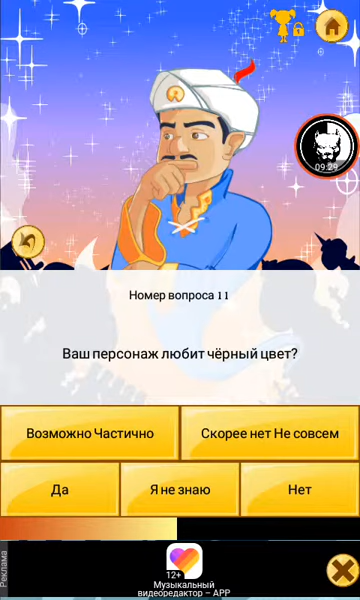 09:29
Номер вопроса 11
Ваш персонаж любит чёрный цвет?
Возможно Частично
Скорее нет Не совсем
Да
Я не знаю
Нет
Реклама
12+
Музыкальный
видеоредактор – APP